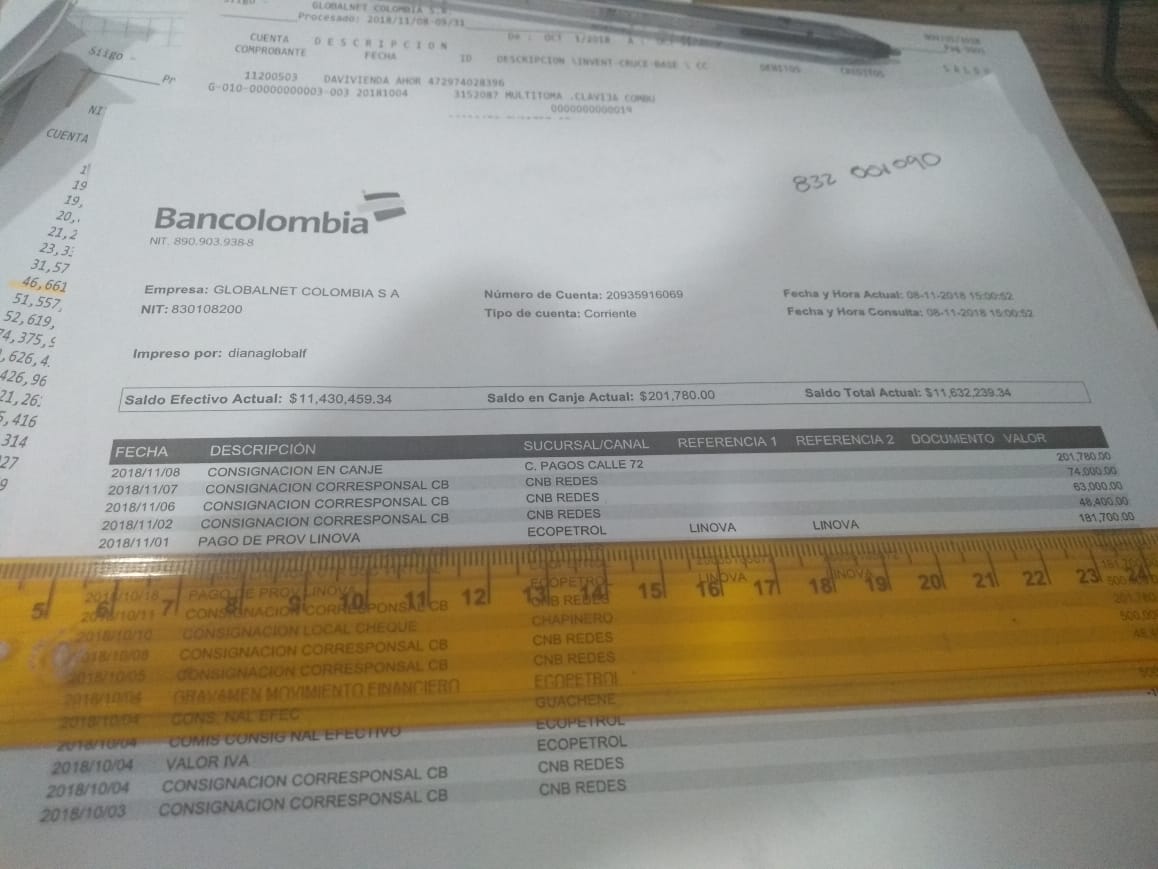 GLOBALNET COLOMBIA S.A.
Procesado: 2018/11/08
Siigo -
CUENTA DESCRIPCION
COMPROBANTE FECHA ID DESCRIPCION \INVENT-CRUCE-BASE \ CC DEBITOS CREDITOS SALDO
11200503 DAVIVIENDA AHOR 472974028396
G-010-00000000003-003 20181004 3152087 MULTITOMA .CLAVIJA COMBU
0000000000019
Siigo -
Pr
NI
CUENTA
1
19
19,
20,
21,2
23,3
31,57
46,661
51,557,
52,619,
74,375,9
,626,4
426,96
21,26
5,416
314
27
9
832 001090
Bancolombia
NIT. 890.903.938-8
Empresa: GLOBALNET COLOMBIA S A Número de Cuenta: 20935916069 Fecha y Hora Actual: 08-11-2018 15:00:52
NIT: 830108200 Tipo de cuenta: Corriente Fecha y Hora Consulta: 08-11-2018 15:00:52
Impreso por: dianaglobalf
Saldo Efectivo Actual: $11,430,459.34 Saldo en Canje Actual: $201,780.00 Saldo Total Actual: $11,632,239.34
FECHA DESCRIPCIÓN SUCURSAL/CANAL REFERENCIA 1 REFERENCIA 2 DOCUMENTO VALOR
2018/11/08 CONSIGNACION EN CANJE C. PAGOS CALLE 72 201,780.00
2018/11/07 CONSIGNACION CORRESPONSAL CB CNB REDES 74,000.00
2018/11/06 CONSIGNACION CORRESPONSAL CB CNB REDES 63,000.00
2018/11/02 CONSIGNACION CORRESPONSAL CB CNB REDES 48,400.00
2018/11/01 PAGO DE PROV LINOVA ECOPETROL LINOVA LINOVA 181,700.00
5 6 7 8 9 10 11 12 13 14 15 16 17 18 19 20 21 22 23 24
2018/10/18 PAGO DE PROV LINOVA ECOPETROL LINOVA LINOVA
2018/10/11 CONSIGNACION CORRESPONSAL CB CNB REDES
2018/10/10 CONSIGNACION LOCAL CHEQUE CHAPINERO
2018/10/08 CONSIGNACION CORRESPONSAL CB CNB REDES
2018/10/05 CONSIGNACION CORRESPONSAL CB CNB REDES
2018/10/04 GRAVAMEN MOVIMIENTO FINANCIERO ECOPETROL
2018/10/04 CONS. NAL EFEC GUACHENE
2018/10/04 COMIS CONSIG NAL EFECTIVO ECOPETROL
2018/10/04 VALOR IVA ECOPETROL
2018/10/04 CONSIGNACION CORRESPONSAL CB CNB REDES
2018/10/03 CONSIGNACION CORRESPONSAL CB CNB REDES